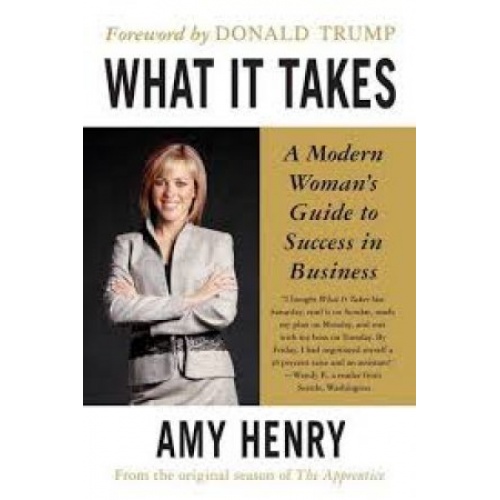 Foreword by DONALD TRUMP
WHAT IT TAKES
A Modern
Woman's
Guide to
Success in
Business
"I bought What It Takes last
Saturday, read it on Sunday, made
my plan on Monday, and met
with my boss on Tuesday. By
Friday, I had negotiated myself a
percent raise and an assistant!"
—Wendy R., a reader from
Seattle, Washington
AMY HENRY
From the original season of The Apprentice